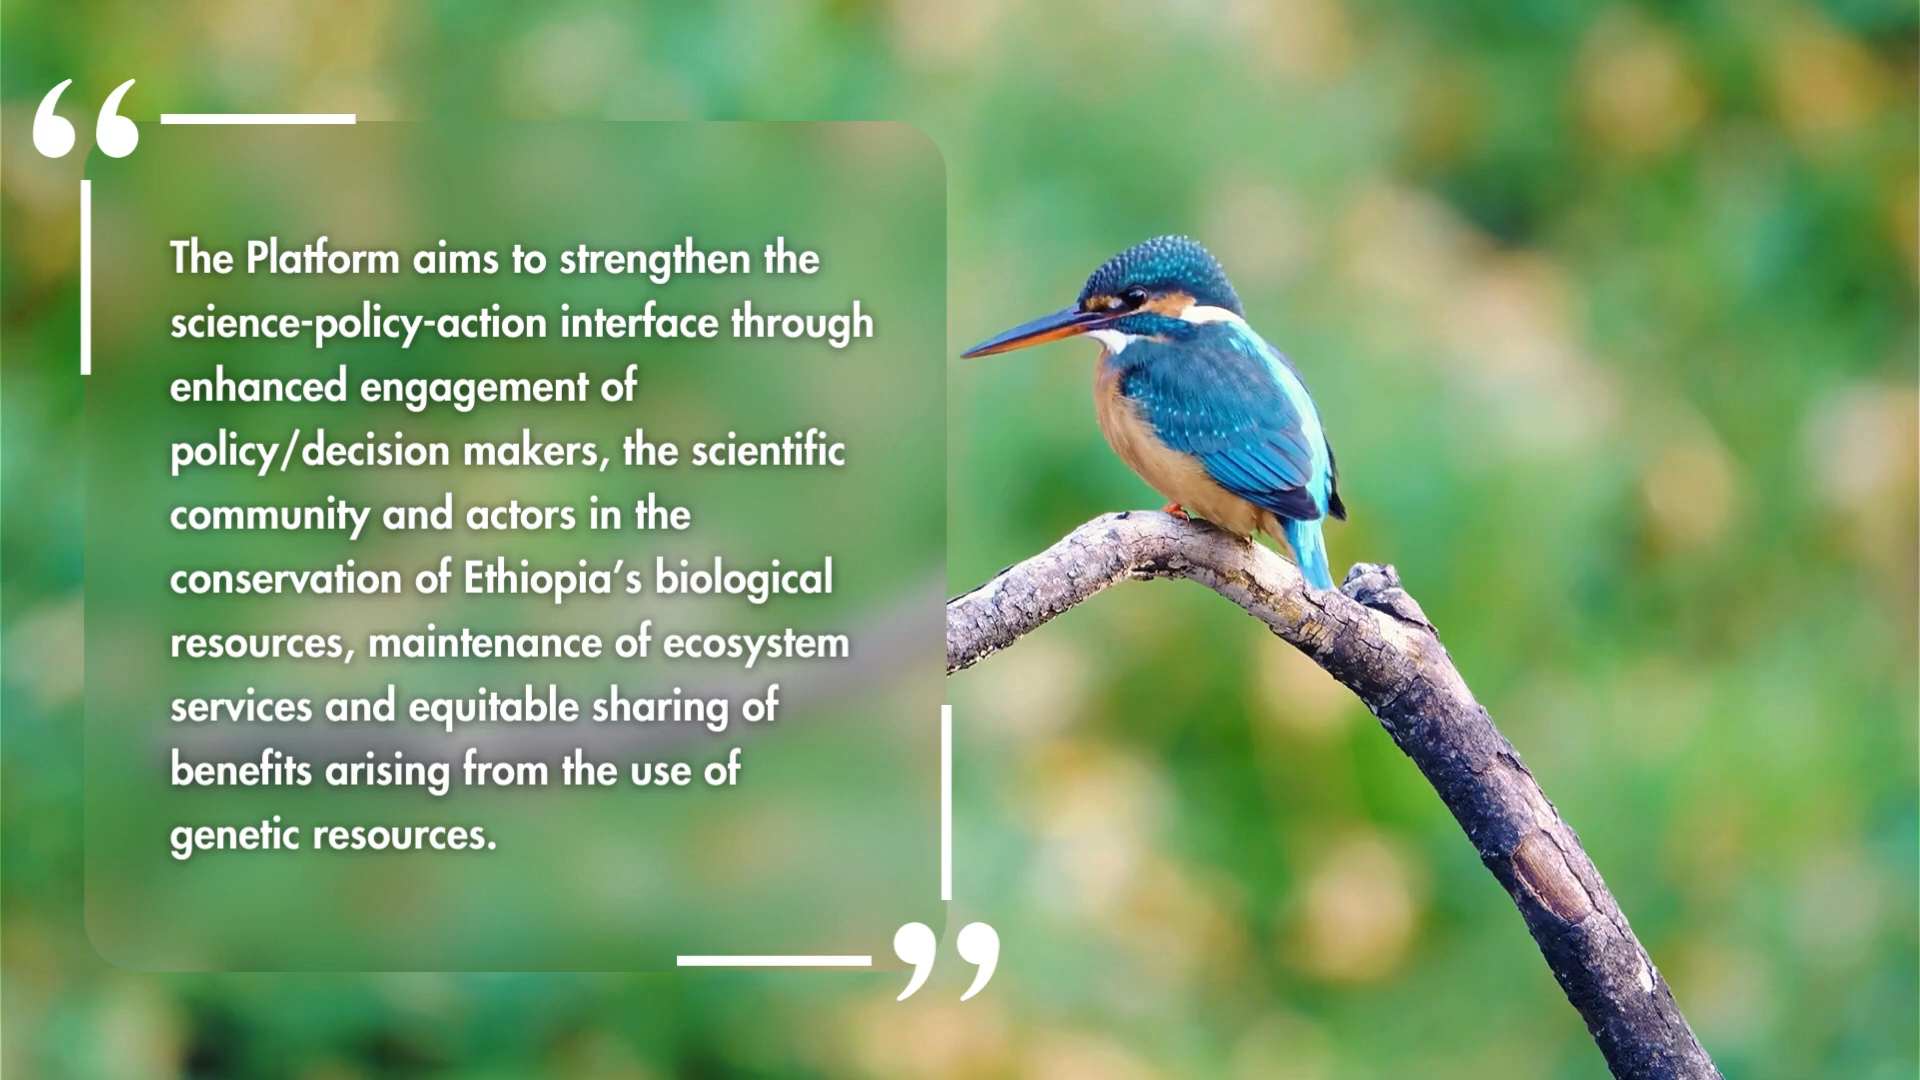 “
The Platform aims to strengthen the
science-policy-action interface through
enhanced engagement of
policy/decision makers, the scientific
community and actors in the
conservation of Ethiopia’s biological
resources, maintenance of ecosystem
services and equitable sharing of
benefits arising from the use of
genetic resources.
”